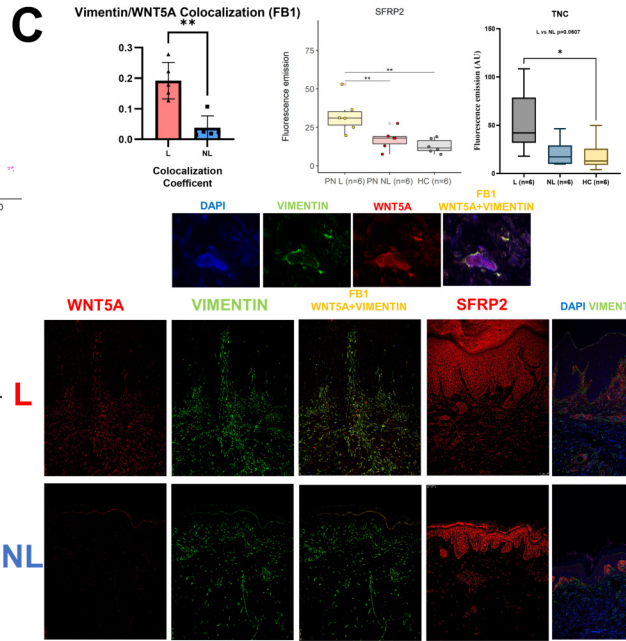 C
Vimentin/WNT5A Colocalization (FB1)
**
0.3
0.2
0.1
0.0
L
NL
Colocalization
Coefficent
SFRP2
Fluorescence emission
75
50
25
0
**
**
PN L (n=6)
PN NL (n=6)
HC (n=6)
TNC
L vs NL p=0.0607
*
Fluorescence emission (AU)
150
100
50
0
L (n=6)
NL (n=6)
HC (n=6)
0
DAPI
VIMENTIN
WNT5A
FB1
WNT5A+VIMENTIN
WNT5A
VIMENTIN
FB1
WNT5A+VIMENTIN
SFRP2
DAPI VIMENT
L
NL